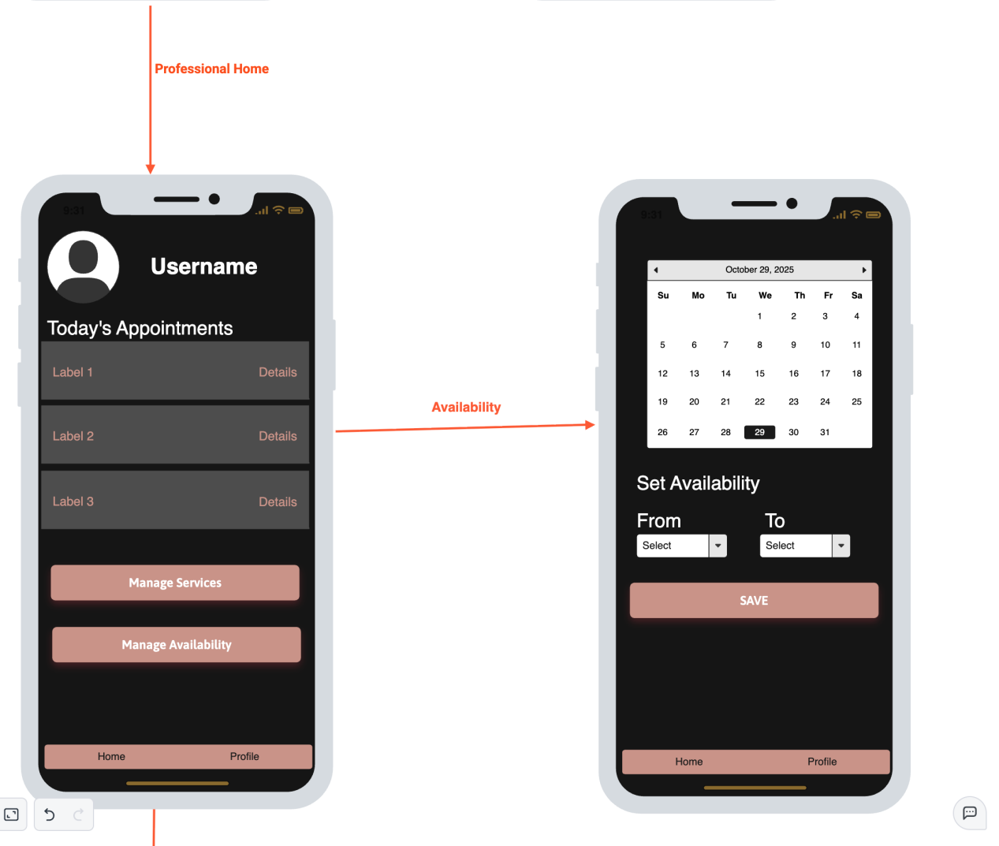 Professional Home
9:31
Username
Today's Appointments
Label 1 Details
Label 2 Details
Label 3 Details
Manage Services
Manage Availability
Home Profile
Availability
9:31
October 29, 2025
Su Mo Tu We Th Fr Sa
1 2 3 4
5 6 7 8 9 10 11
12 13 14 15 16 17 18
19 20 21 22 23 24 25
26 27 28 29 30 31
Set Availability
From To
Select Select
SAVE
Home Profile